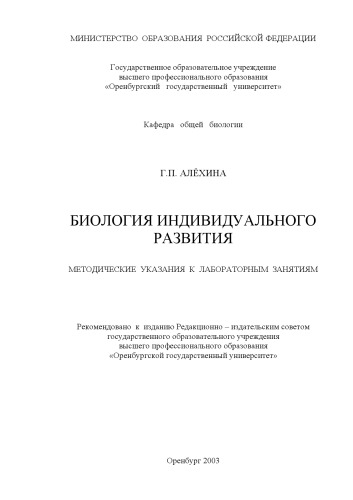 МИНИСТЕРСТВО ОБРАЗОВАНИЯ РОССИЙСКОЙ ФЕДЕРАЦИИ
Государственное образовательное учреждение
высшего профессионального образования
«Оренбургский государственный университет»
Кафедра общей биологии
Г.П. АЛЁХИНА
БИОЛОГИЯ ИНДИВИДУАЛЬНОГО
РАЗВИТИЯ
МЕТОДИЧЕСКИЕ УКАЗАНИЯ К ЛАБОРАТОРНЫМ ЗАНЯТИЯМ
Рекомендовано к изданию Редакционно – издательским советом
государственного образовательного учреждения
высшего профессионального образования
«Оренбургской государственный университет»
Оренбург 2003